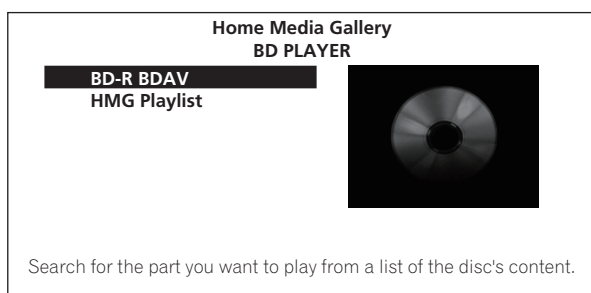 Home Media Gallery
BD PLAYER
BD-R BDAV
HMG Playlist
Search for the part you want to play from a list of the disc's content.